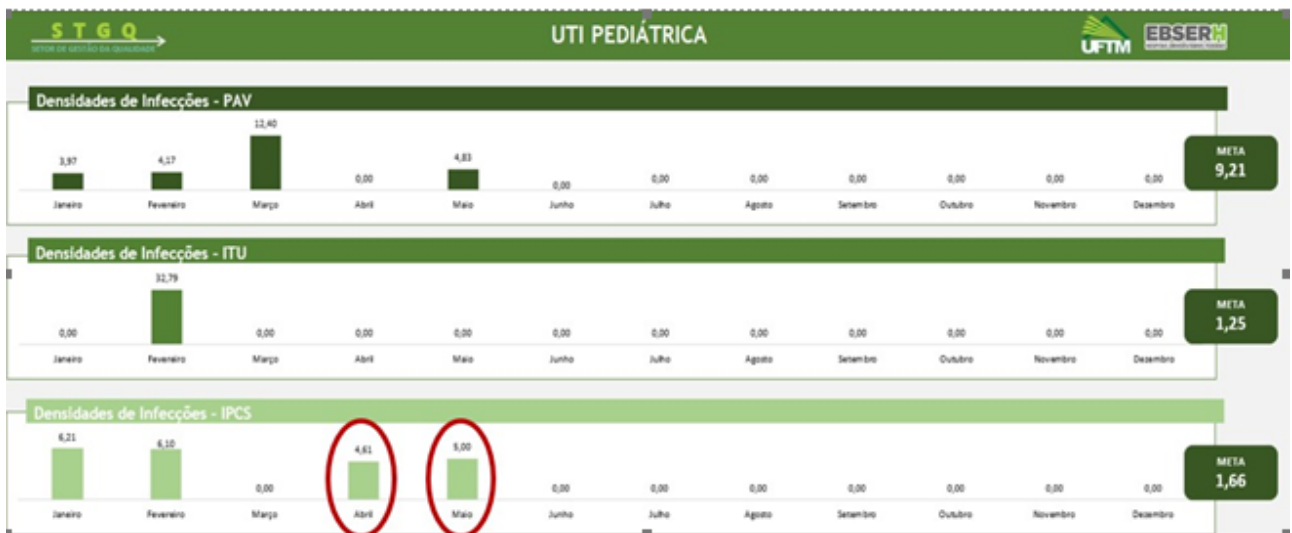 S T G Q
SETOR DE GESTÃO DA QUALIDADE
UTI PEDIÁTRICA
UFTM
EBSERH
Densidades de Infecções - PAV
3,97 4,17 12,40 0,00 4,83 0,00 0,00 0,00 0,00 0,00 0,00 0,00
Janeiro Fevereiro Março Abril Maio Junho Julho Agosto Setembro Outubro Novembro Dezembro
META
9,21
Densidades de Infecções - ITU
0,00 32,79 0,00 0,00 0,00 0,00 0,00 0,00 0,00 0,00 0,00 0,00
Janeiro Fevereiro Março Abril Maio Junho Julho Agosto Setembro Outubro Novembro Dezembro
META
1,25
Densidades de Infecções - IPCS
6,21 6,10 0,00 4,61 5,00 0,00 0,00 0,00 0,00 0,00 0,00 0,00
Janeiro Fevereiro Março Abril Maio Junho Julho Agosto Setembro Outubro Novembro Dezembro
META
1,66